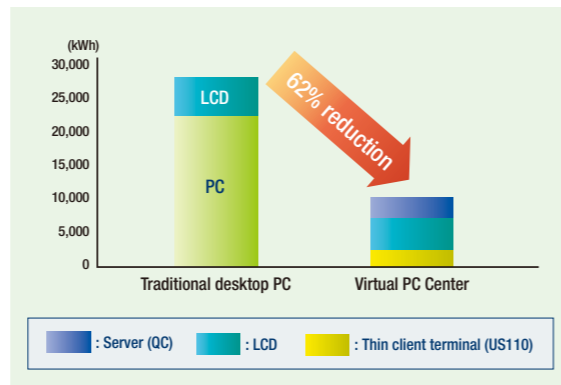 (kWh)
30,000
25,000
20,000
15,000
10,000
5,000
0
LCD
PC
62% reduction
Traditional desktop PC
Virtual PC Center
: Server (QC)
: LCD
: Thin client terminal (US110)